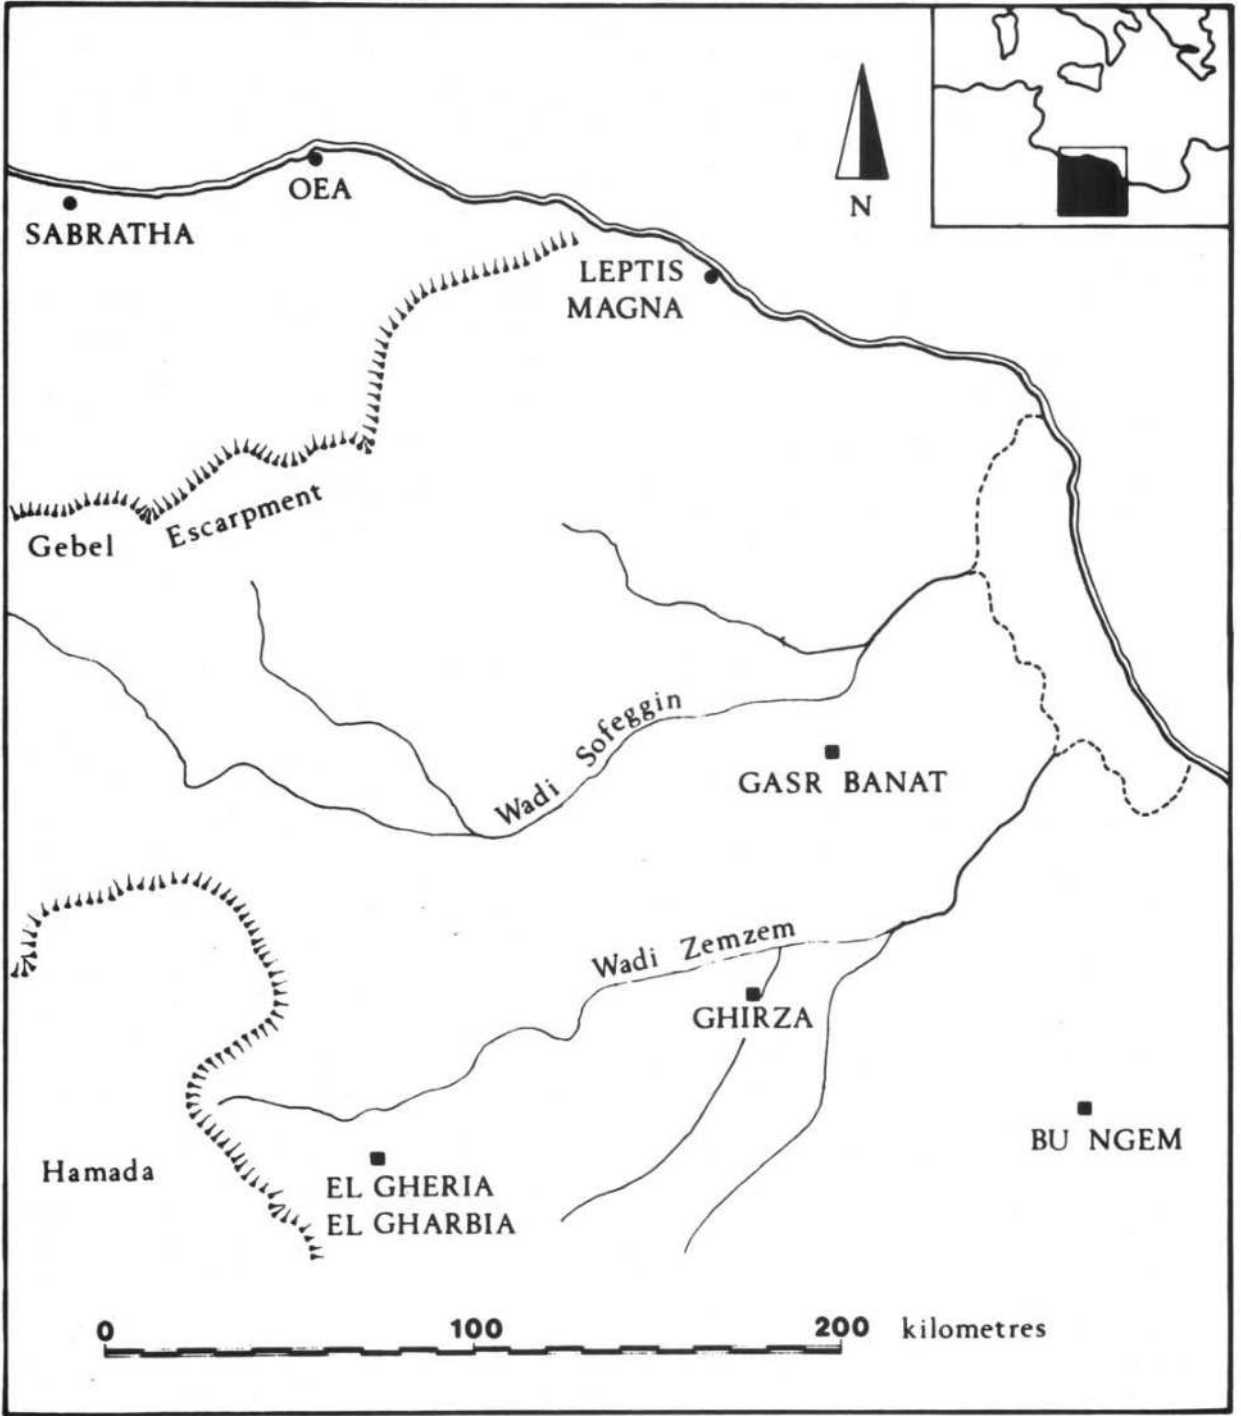 OEA
N
SABRATHA
LEPTIS
MAGNA
Escarpment
Gebel
Wadi Sofeggin
GASR BANAT
Wadi Zemzem
GHIRZA
BU NGEM
Hamada
EL GHERIA
EL GHARBIA
0 100 200 kilometres